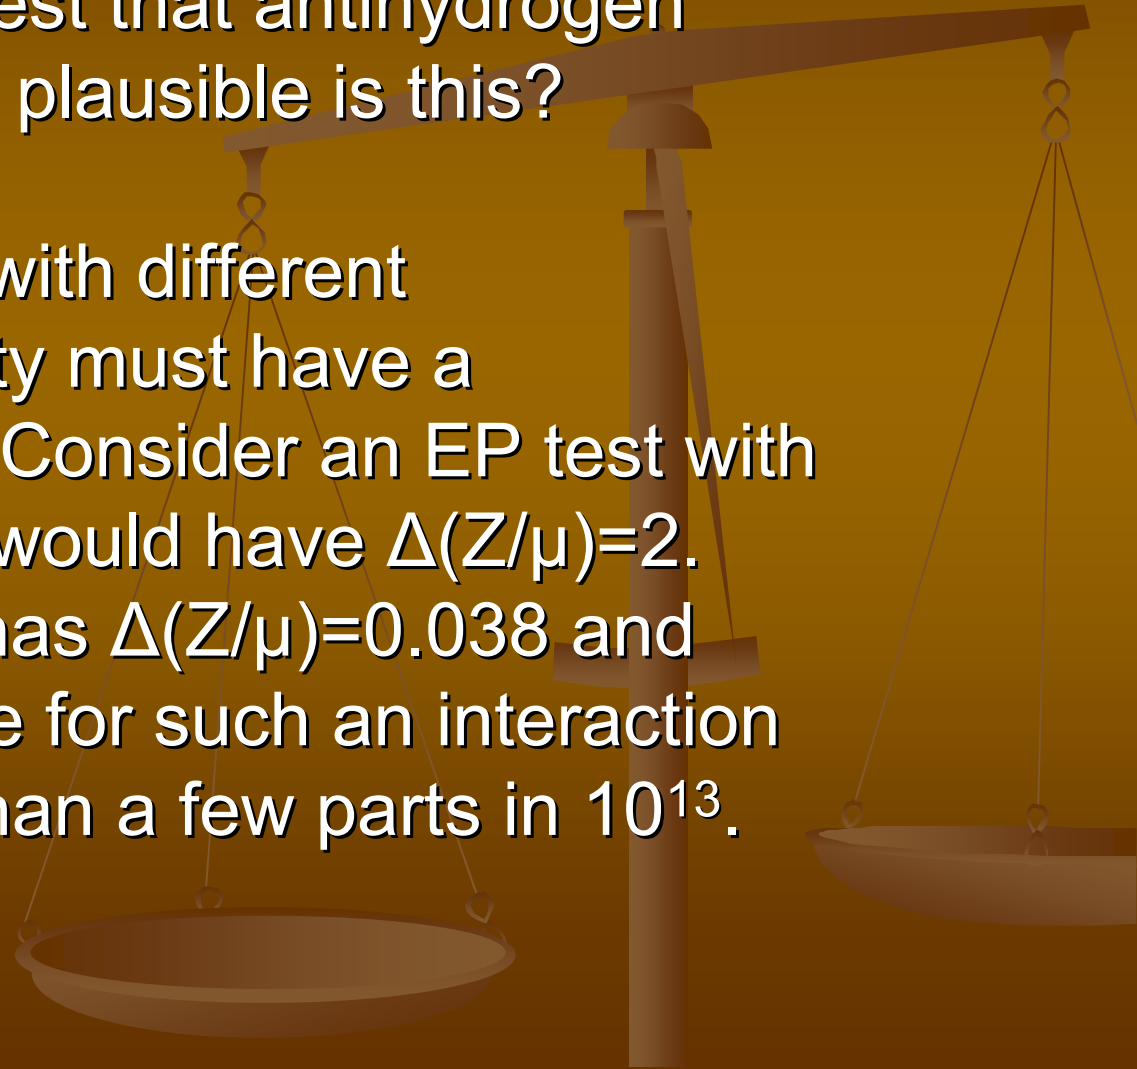 est that antihydrogen
plausible is this?
with different
ty must have a
Consider an EP test with
would have Δ(Z/μ)=2.
has Δ(Z/μ)=0.038 and
e for such an interaction
han a few parts in 10¹³.